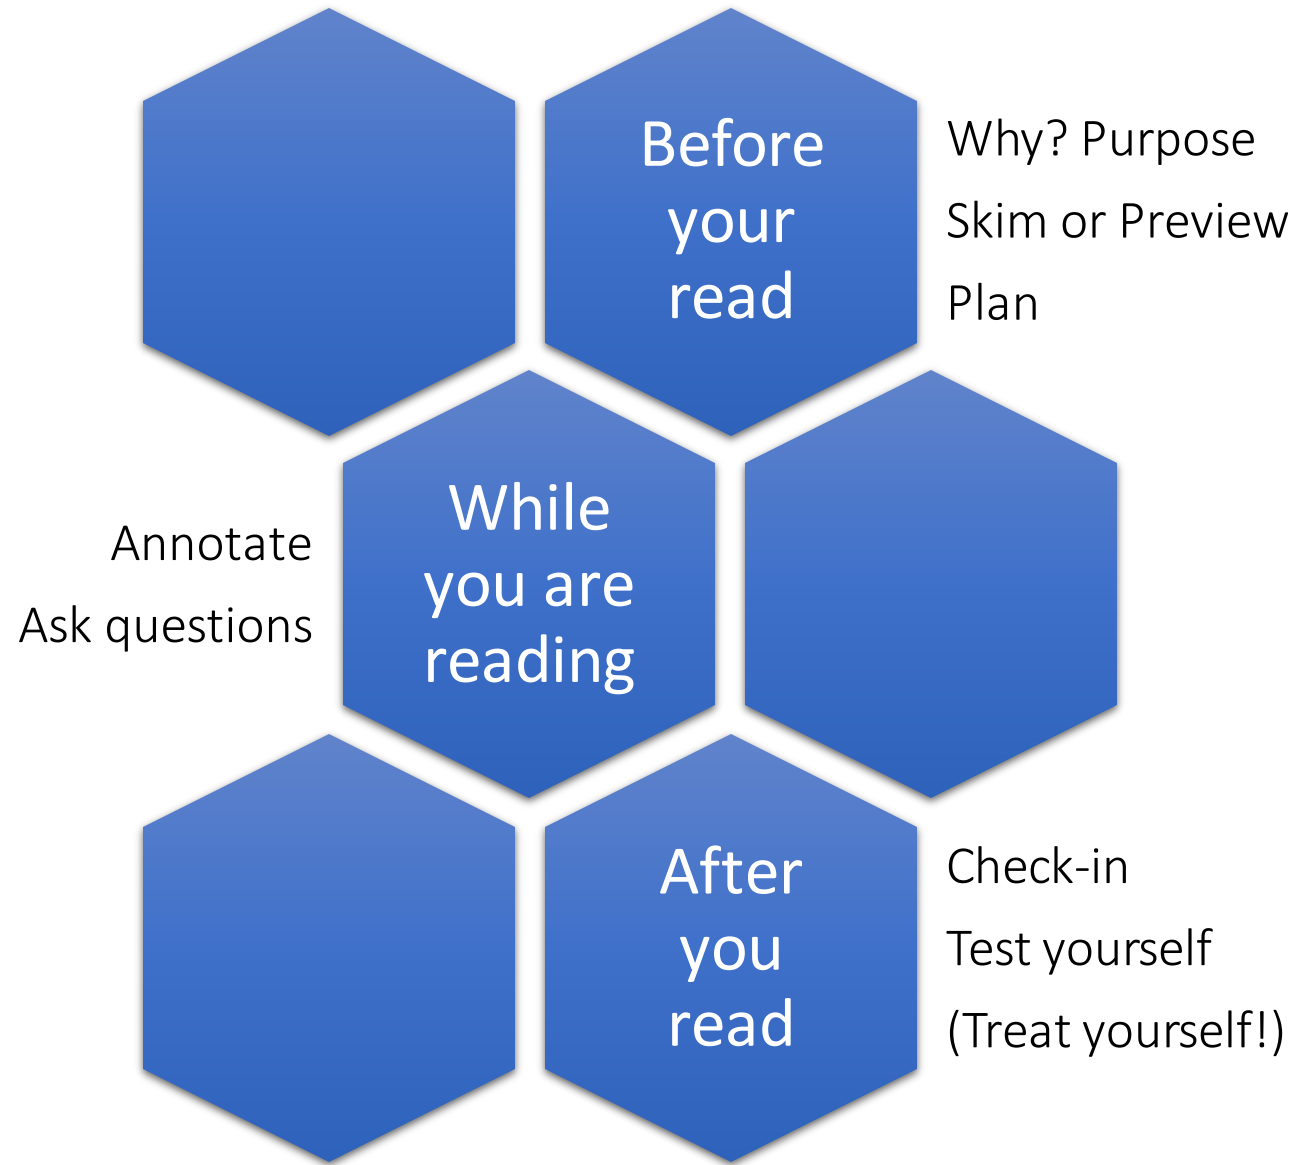 Before
your
read
Why? Purpose
Skim or Preview
Plan
While
you are
reading
Annotate
Ask questions
After
you
read
Check-in
Test yourself
(Treat yourself!)